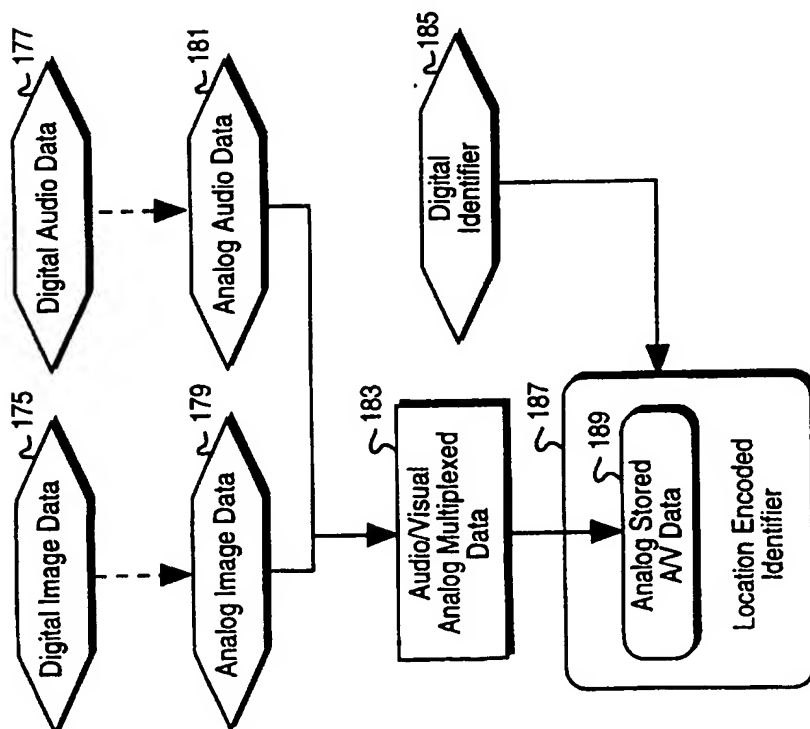 175
Digital Image Data
177
Digital Audio Data
179
Analog Image Data
181
Analog Audio Data
183
Audio/Visual
Analog Multiplexed
Data
185
Digital
Identifier
187
189
Analog Stored
A/V Data
Location Encoded
Identifier